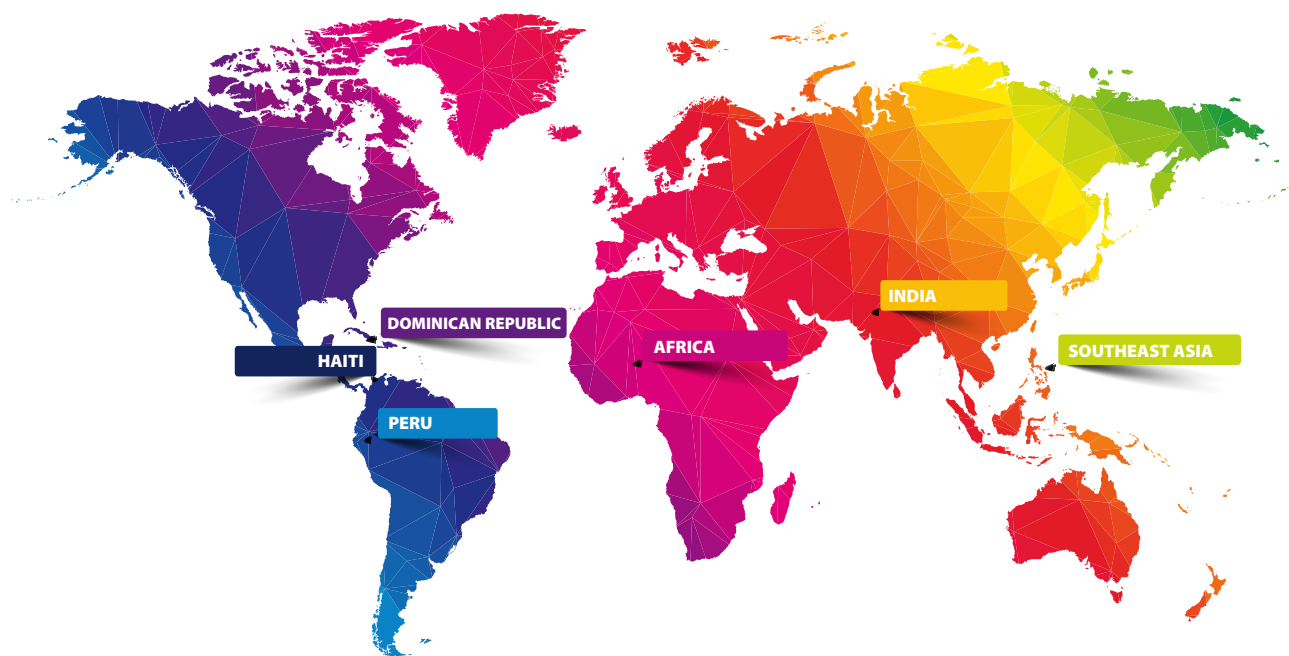 INDIA
DOMINICAN REPUBLIC
AFRICA
SOUTHEAST ASIA
HAITI
PERU